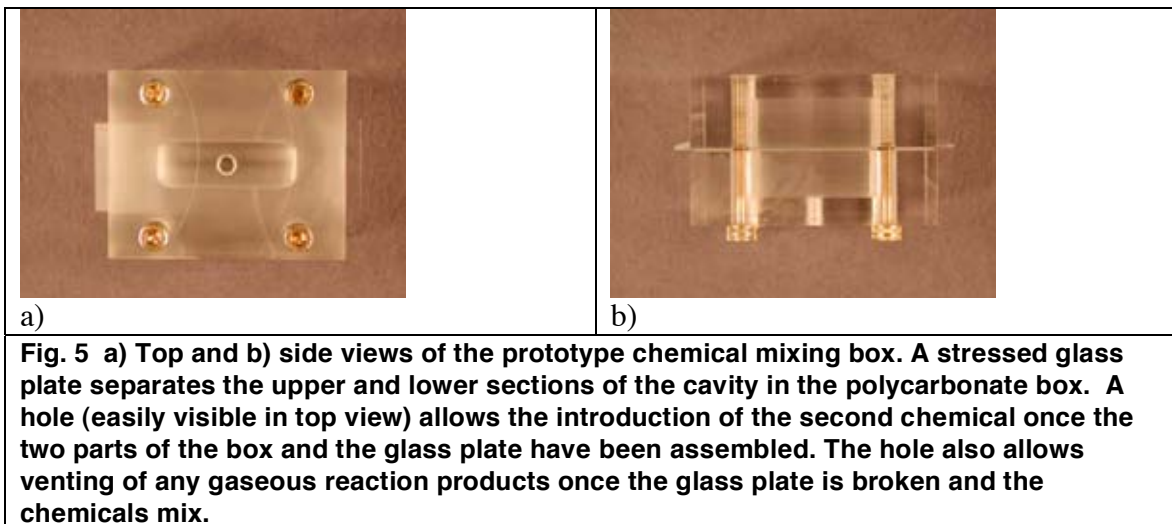 a)
b)
Fig. 5 a) Top and b) side views of the prototype chemical mixing box. A stressed glass
plate separates the upper and lower sections of the cavity in the polycarbonate box. A
hole (easily visible in top view) allows the introduction of the second chemical once the
two parts of the box and the glass plate have been assembled. The hole also allows
venting of any gaseous reaction products once the glass plate is broken and the
chemicals mix.